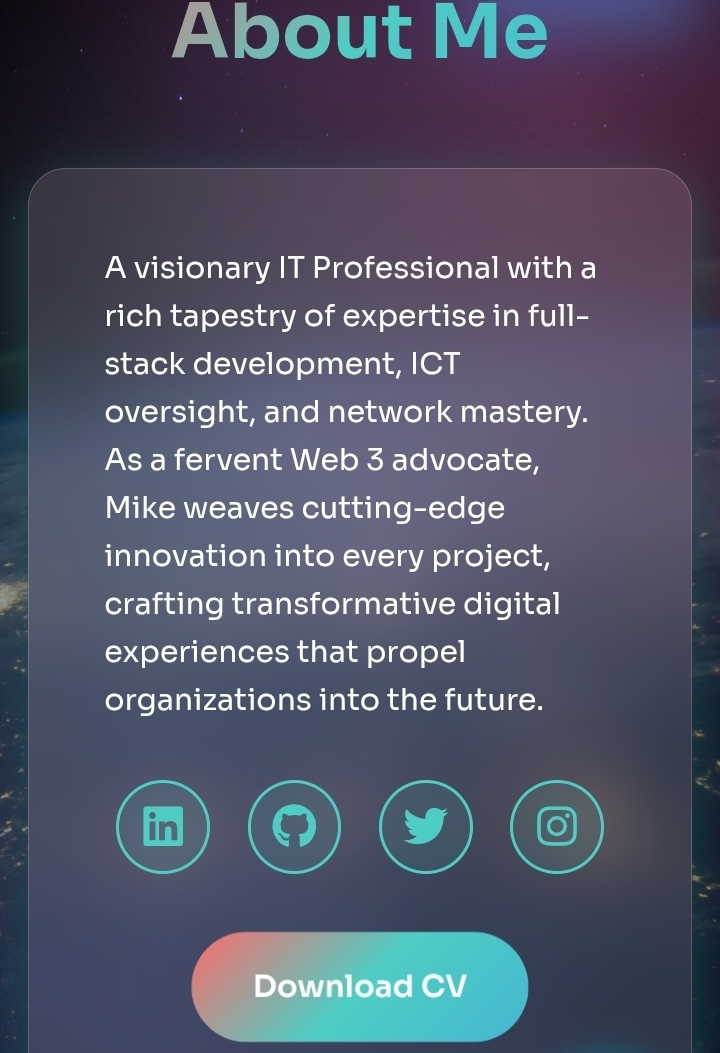 About Me
A visionary IT Professional with a
rich tapestry of expertise in full-
stack development, ICT
oversight, and network mastery.
As a fervent Web 3 advocate,
Mike weaves cutting-edge
innovation into every project,
crafting transformative digital
experiences that propel
organizations into the future.
in
Download CV